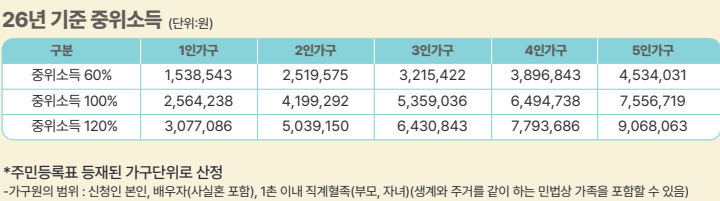 26년 기준 중위소득 (단위:원)
구분 1인가구 2인가구 3인가구 4인가구 5인가구
중위소득 60% 1,538,543 2,519,575 3,215,422 3,896,843 4,534,031
중위소득 100% 2,564,238 4,199,292 5,359,036 6,494,738 7,556,719
중위소득 120% 3,077,086 5,039,150 6,430,843 7,793,686 9,068,063
*주민등록표 등재된 가구단위로 산정
-가구원의 범위 : 신청인 본인, 배우자(사실혼 포함), 1촌 이내 직계혈족(부모, 자녀)(생계와 주거를 같이 하는 민법상 가족을 포함할 수 있음)